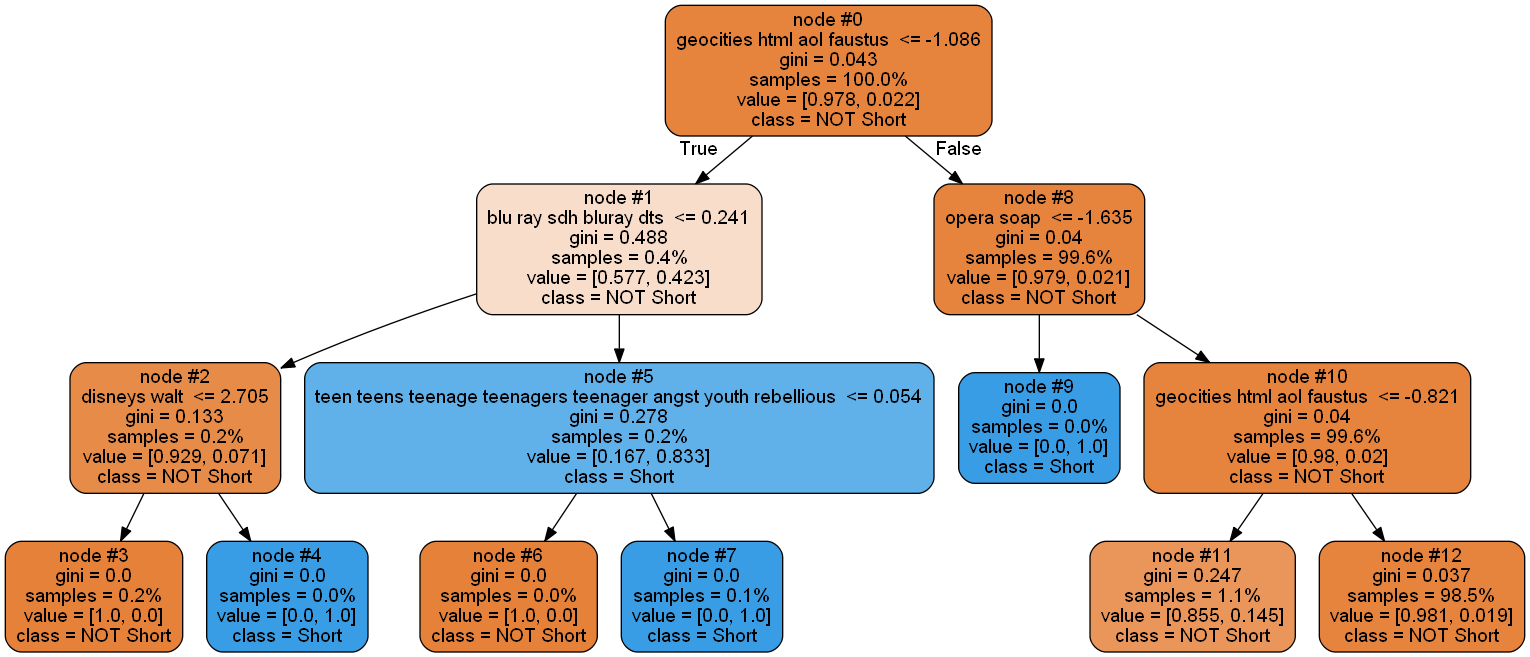 node #0
geocities html aol faustus <= -1.086
gini = 0.043
samples = 100.0%
value = [0.978, 0.022]
class = NOT Short
True
False
node #1
blu ray sdh bluray dts <= 0.241
gini = 0.488
samples = 0.4%
value = [0.577, 0.423]
class = NOT Short
node #8
opera soap <= -1.635
gini = 0.04
samples = 99.6%
value = [0.979, 0.021]
class = NOT Short
node #2
disneys walt <= 2.705
gini = 0.133
samples = 0.2%
value = [0.929, 0.071]
class = NOT Short
node #5
teen teens teenage teenagers teenager angst youth rebellious <= 0.054
gini = 0.278
samples = 0.2%
value = [0.167, 0.833]
class = Short
node #9
gini = 0.0
samples = 0.0%
value = [0.0, 1.0]
class = Short
node #10
geocities html aol faustus <= -0.821
gini = 0.04
samples = 99.6%
value = [0.98, 0.02]
class = NOT Short
node #3
gini = 0.0
samples = 0.2%
value = [1.0, 0.0]
class = NOT Short
node #4
gini = 0.0
samples = 0.0%
value = [0.0, 1.0]
class = Short
node #6
gini = 0.0
samples = 0.0%
value = [1.0, 0.0]
class = NOT Short
node #7
gini = 0.0
samples = 0.1%
value = [0.0, 1.0]
class = Short
node #11
gini = 0.247
samples = 1.1%
value = [0.855, 0.145]
class = NOT Short
node #12
gini = 0.037
samples = 98.5%
value = [0.981, 0.019]
class = NOT Short